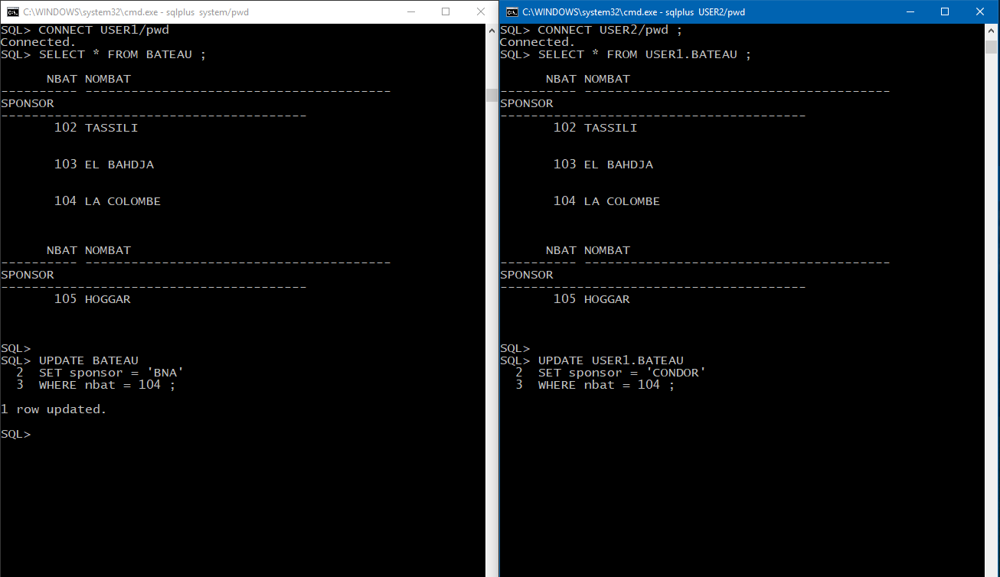 C:\WINDOWS\system32\cmd.exe - sqlplus  system/pwd
SQL> CONNECT USER1/pwd
Connected.
SQL> SELECT * FROM BATEAU ;
      NBAT NOMBAT
---------- ----------------------------------------
SPONSOR
----------------------------------------
       102 TASSILI
       103 EL BAHDJA
       104 LA COLOMBE
      NBAT NOMBAT
---------- ----------------------------------------
SPONSOR
----------------------------------------
       105 HOGGAR
SQL>
SQL> UPDATE BATEAU
  2  SET sponsor = 'BNA'
  3  WHERE nbat = 104 ;
1 row updated.
SQL>
C:\WINDOWS\system32\cmd.exe - sqlplus  USER2/pwd
SQL> CONNECT USER2/pwd ;
Connected.
SQL> SELECT * FROM USER1.BATEAU ;
      NBAT NOMBAT
---------- ----------------------------------------
SPONSOR
----------------------------------------
       102 TASSILI
       103 EL BAHDJA
       104 LA COLOMBE
      NBAT NOMBAT
---------- ----------------------------------------
SPONSOR
----------------------------------------
       105 HOGGAR
SQL>
SQL> UPDATE USER1.BATEAU
  2  SET sponsor = 'CONDOR'
  3  WHERE nbat = 104 ;